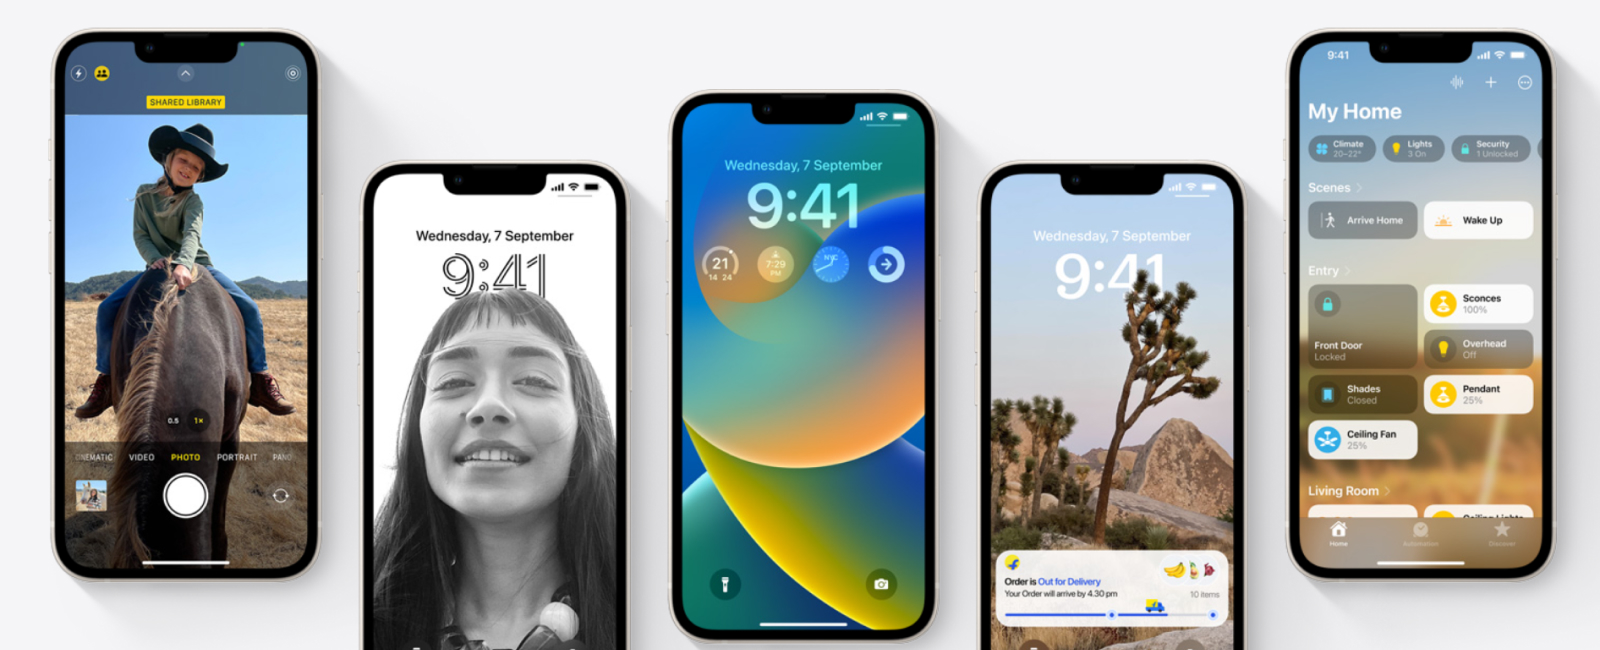 SHARED LIBRARY
0.5
1×
VIDEO
PHOTO
PORTRAIT
PANO
Wednesday, 7 September
9:41
Wednesday, 7 September
9:41
21
14 24
7:29
PM
NYC
Wednesday, 7 September
9:41
Order is Out for Delivery
Your Order will arrive by 4.30 pm
10 items
9:41
My Home
Climate
20–22°
Lights
3 On
Security
1 Unlocked
Scenes
Arrive Home
Wake Up
Entry
Front Door
Locked
Sconces
100%
Overhead
Off
Shades
Closed
Pendant
25%
Ceiling Fan
25%
Living Room
Ceiling Lights
Home
Automation
Discover